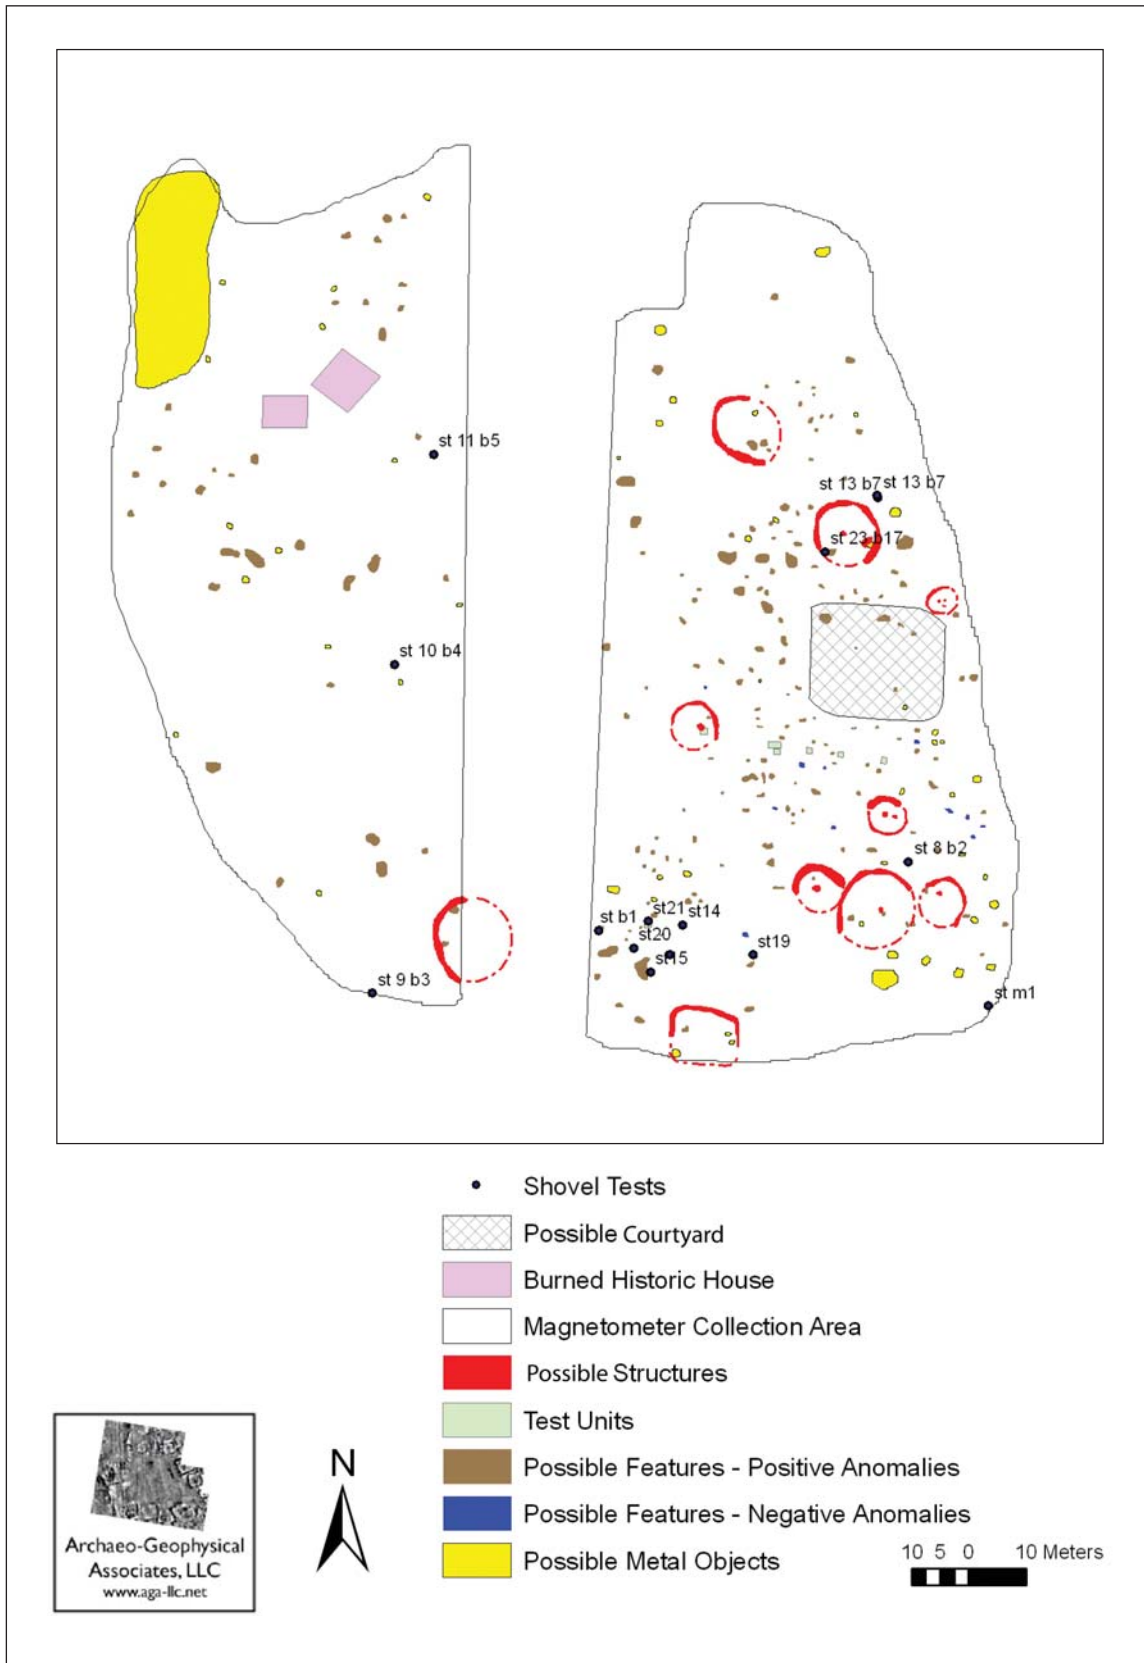 st 11 b5
st 13 b7 st 13 b7
st 23 b17
st 10 b4
st 8 b2
st21 st14
st b1
st20
st19
st15
st 9 b3
st m1
Shovel Tests
Possible Courtyard
Burned Historic House
Magnetometer Collection Area
Possible Structures
Test Units
Possible Features - Positive Anomalies
Possible Features - Negative Anomalies
Possible Metal Objects
N
10 5 0 10 Meters
Archaeo-Geophysical
Associates, LLC
www.aga-llc.net